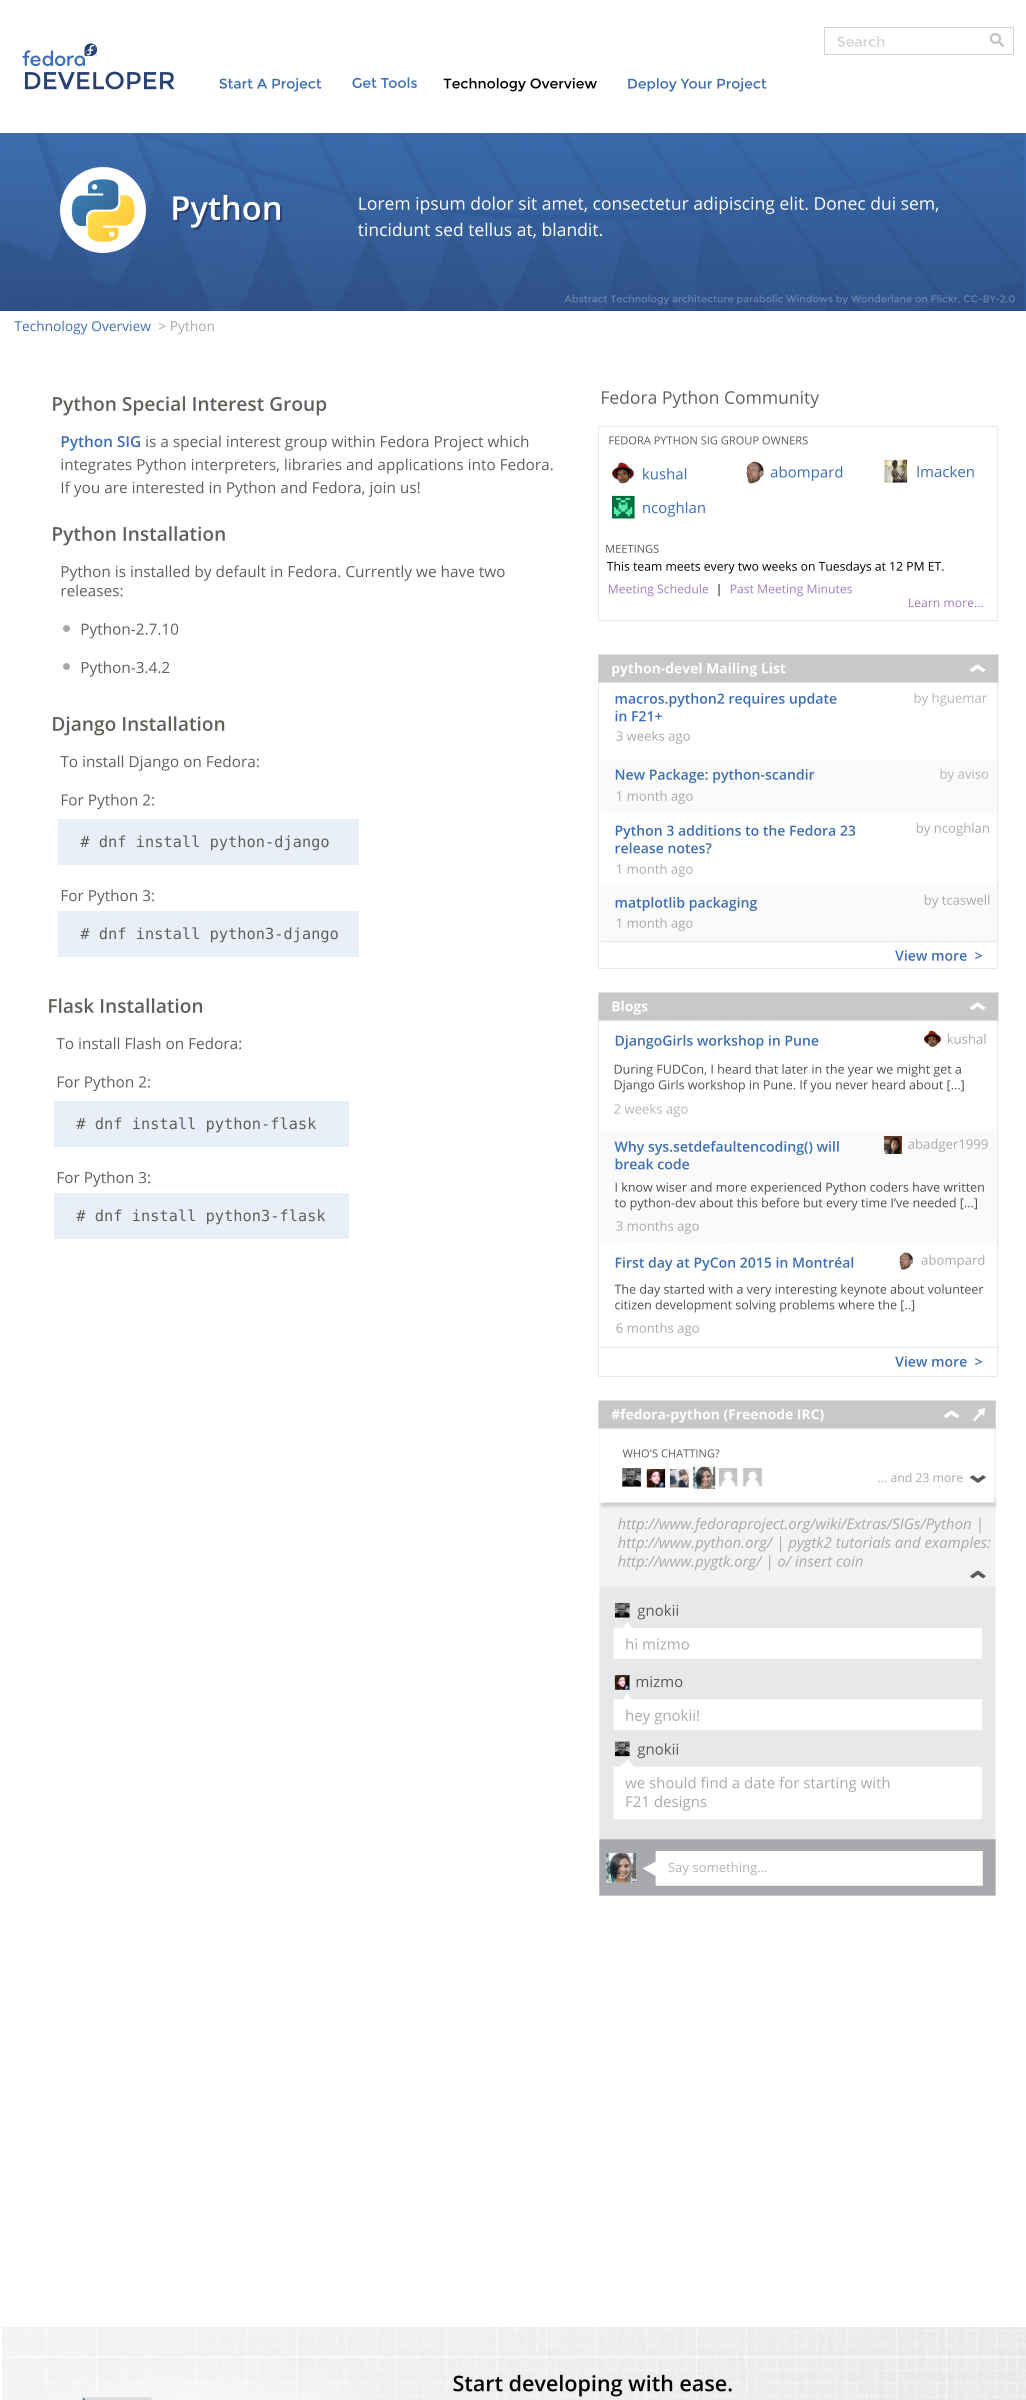 Search
fedora
DEVELOPER
Start A Project
Get Tools
Technology Overview
Deploy Your Project
Python
Lorem ipsum dolor sit amet, consectetur adipiscing elit. Donec dui sem,
tincidunt sed tellus at, blandit.
Abstract Technology architecture parabolic Windows by Wonderlane on Flickr. CC-BY-2.0
Technology Overview > Python
Python Special Interest Group
Python SIG is a special interest group within Fedora Project which
integrates Python interpreters, libraries and applications into Fedora.
If you are interested in Python and Fedora, join us!
Python Installation
Python is installed by default in Fedora. Currently we have two
releases:
Python-2.7.10
Python-3.4.2
Django Installation
To install Django on Fedora:
For Python 2:
# dnf install python-django
For Python 3:
# dnf install python3-django
Flask Installation
To install Flash on Fedora:
For Python 2:
# dnf install python-flask
For Python 3:
# dnf install python3-flask
Fedora Python Community
FEDORA PYTHON SIG GROUP OWNERS
kushal
abompard
lmacken
ncoghlan
MEETINGS
This team meets every two weeks on Tuesdays at 12 PM ET.
Meeting Schedule | Past Meeting Minutes
Learn more...
python-devel Mailing List
macros.python2 requires update
in F21+
by hguemar
3 weeks ago
New Package: python-scandir
by aviso
1 month ago
Python 3 additions to the Fedora 23
release notes?
by ncoghlan
1 month ago
matplotlib packaging
by tcaswell
1 month ago
View more >
Blogs
DjangoGirls workshop in Pune
kushal
During FUDCon, I heard that later in the year we might get a
Django Girls workshop in Pune. If you never heard about [...]
2 weeks ago
Why sys.setdefaultencoding() will
break code
abadger1999
I know wiser and more experienced Python coders have written
to python-dev about this before but every time I've needed [...]
3 months ago
First day at PyCon 2015 in Montréal
abompard
The day started with a very interesting keynote about volunteer
citizen development solving problems where the [..]
6 months ago
View more >
#fedora-python (Freenode IRC)
WHO'S CHATTING?
... and 23 more
http://www.fedoraproject.org/wiki/Extras/SIGs/Python |
http://www.python.org/ | pygtk2 tutorials and examples:
http://www.pygtk.org/ | o/ insert coin
gnokii
hi mizmo
mizmo
hey gnokii!
gnokii
we should find a date for starting with
F21 designs
Say something...
Start developing with ease.